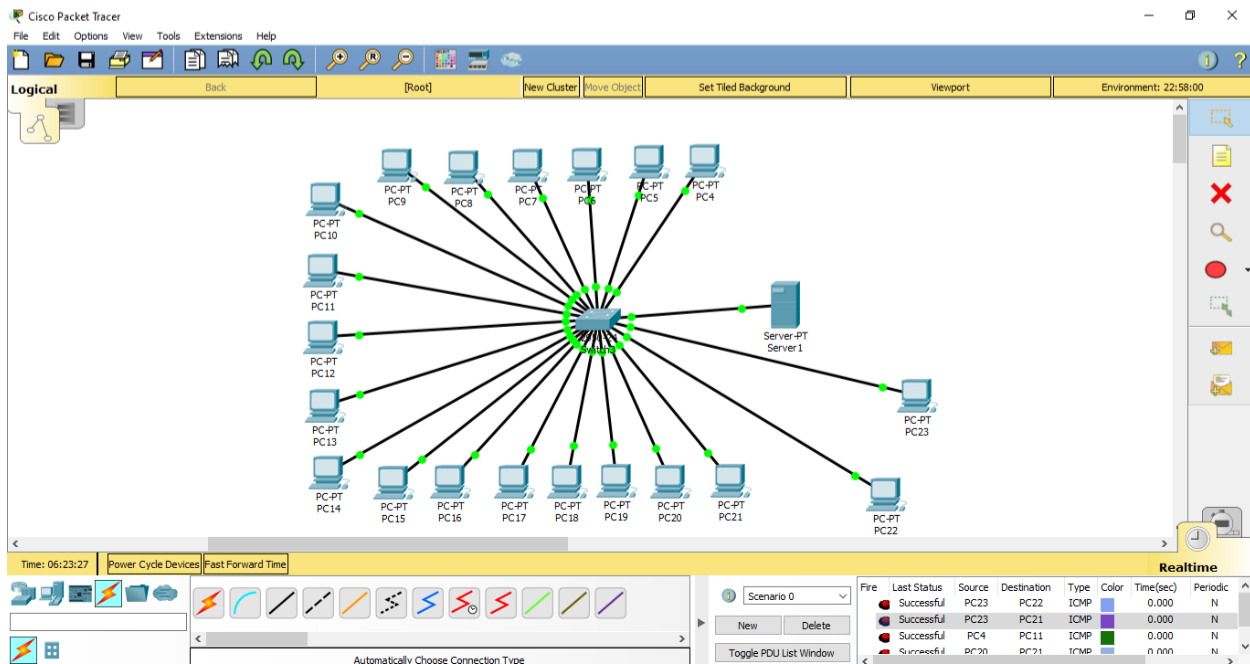 Cisco Packet Tracer
File Edit Options View Tools Extensions Help
Logical Back [Root] New Cluster Move Object Set Tiled Background Viewport Environment: 22:58:00
PC-PT
PC9
PC-PT
PC8
PC-PT
PC7
PC-PT
PC6
PC-PT
PC5
PC-PT
PC4
PC-PT
PC10
PC-PT
PC11
PC-PT
PC12
PC-PT
PC13
PC-PT
PC14
Switch3
Server-PT
Server1
PC-PT
PC23
PC-PT
PC15
PC-PT
PC16
PC-PT
PC17
PC-PT
PC18
PC-PT
PC19
PC-PT
PC20
PC-PT
PC21
PC-PT
PC22
Time: 06:23:27 Power Cycle Devices Fast Forward Time Realtime
Scenario 0
New Delete
Toggle PDU List Window
Fire Last Status Source Destination Type Color Time(sec) Periodic
Successful PC23 PC22 ICMP 0.000 N
Successful PC23 PC21 ICMP 0.000 N
Successful PC4 PC11 ICMP 0.000 N
Successful PC20 PC21 ICMP 0.000 N
Automatically Choose Connection Type